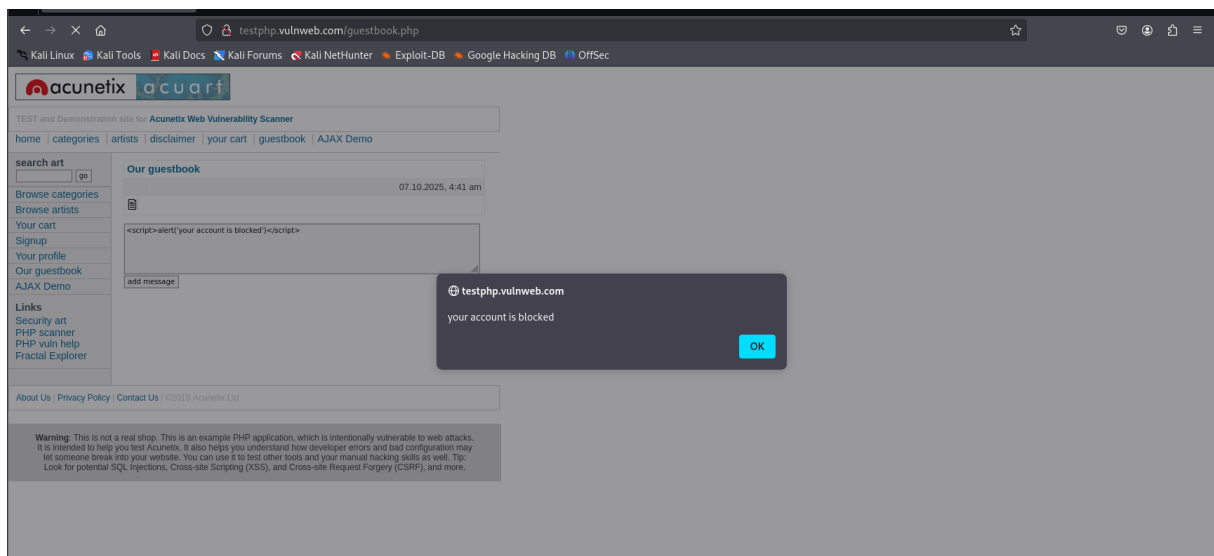 testphp.vulnweb.com/guestbook.php
Kali Linux Kali Tools Kali Docs Kali Forums Kali NetHunter Exploit-DB Google Hacking DB OffSec
acunetix acuart
TEST and Demonstration site for Acunetix Web Vulnerability Scanner
home | categories | artists | disclaimer | your cart | guestbook | AJAX Demo
search art
go
Browse categories
Browse artists
Your cart
Signup
Your profile
Our guestbook
AJAX Demo
Links
Security art
PHP scanner
PHP vuln help
Fractal Explorer
Our guestbook
07.10.2025, 4:41 am
<script>alert('your account is blocked')</script>
add message
testphp.vulnweb.com
your account is blocked
OK
About Us | Privacy Policy | Contact Us | ©2019 Acunetix Ltd
Warning: This is not a real shop. This is an example PHP application, which is intentionally vulnerable to web attacks.
It is intended to help you test Acunetix. It also helps you understand how developer errors and bad configuration may
let someone break into your website. You can use it to test other tools and your manual hacking skills as well. Tip:
Look for potential SQL Injections, Cross-site Scripting (XSS), and Cross-site Request Forgery (CSRF), and more.